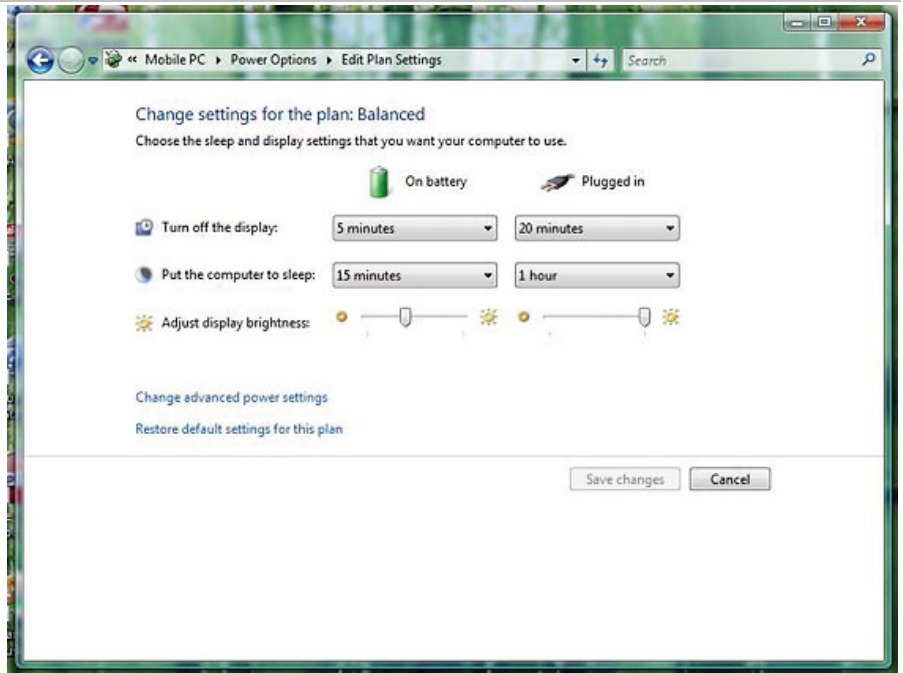 « Mobile PC ▸ Power Options ▸ Edit Plan Settings Search
Change settings for the plan: Balanced
Choose the sleep and display settings that you want your computer to use.
On battery Plugged in
Turn off the display: 5 minutes 20 minutes
Put the computer to sleep: 15 minutes 1 hour
Adjust display brightness:
Change advanced power settings
Restore default settings for this plan
Save changes Cancel